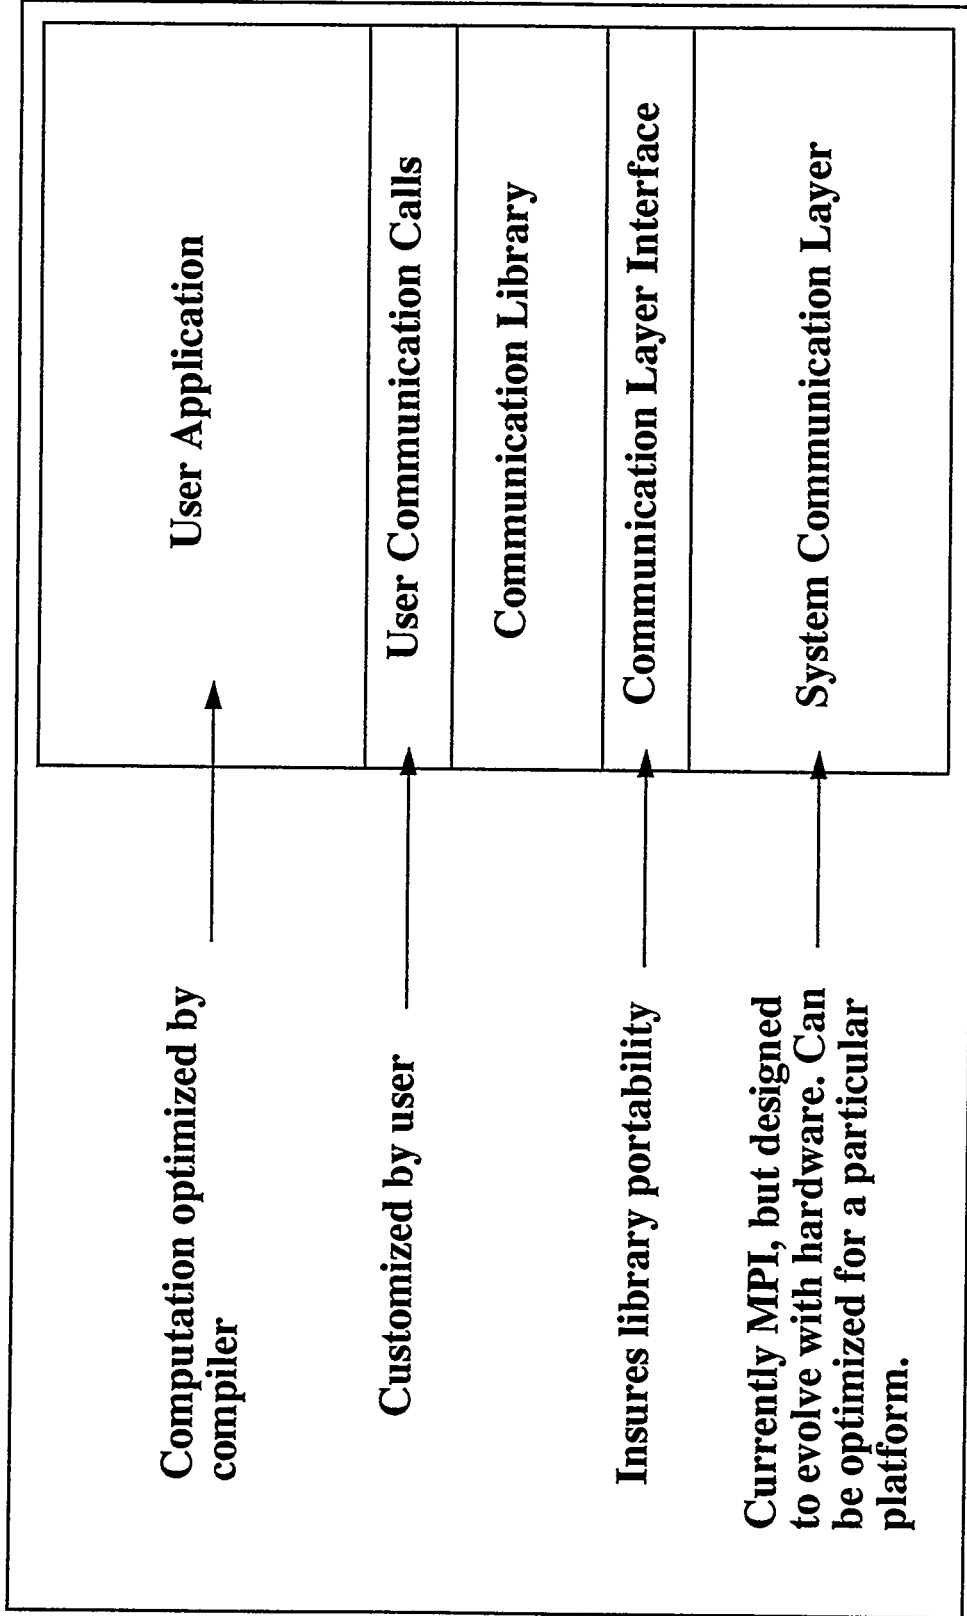 Computation optimized by
compiler
User Application
Customized by user
User Communication Calls
Communication Library
Insures library portability
Communication Layer Interface
Currently MPI, but designed
to evolve with hardware. Can
be optimized for a particular
platform.
System Communication Layer